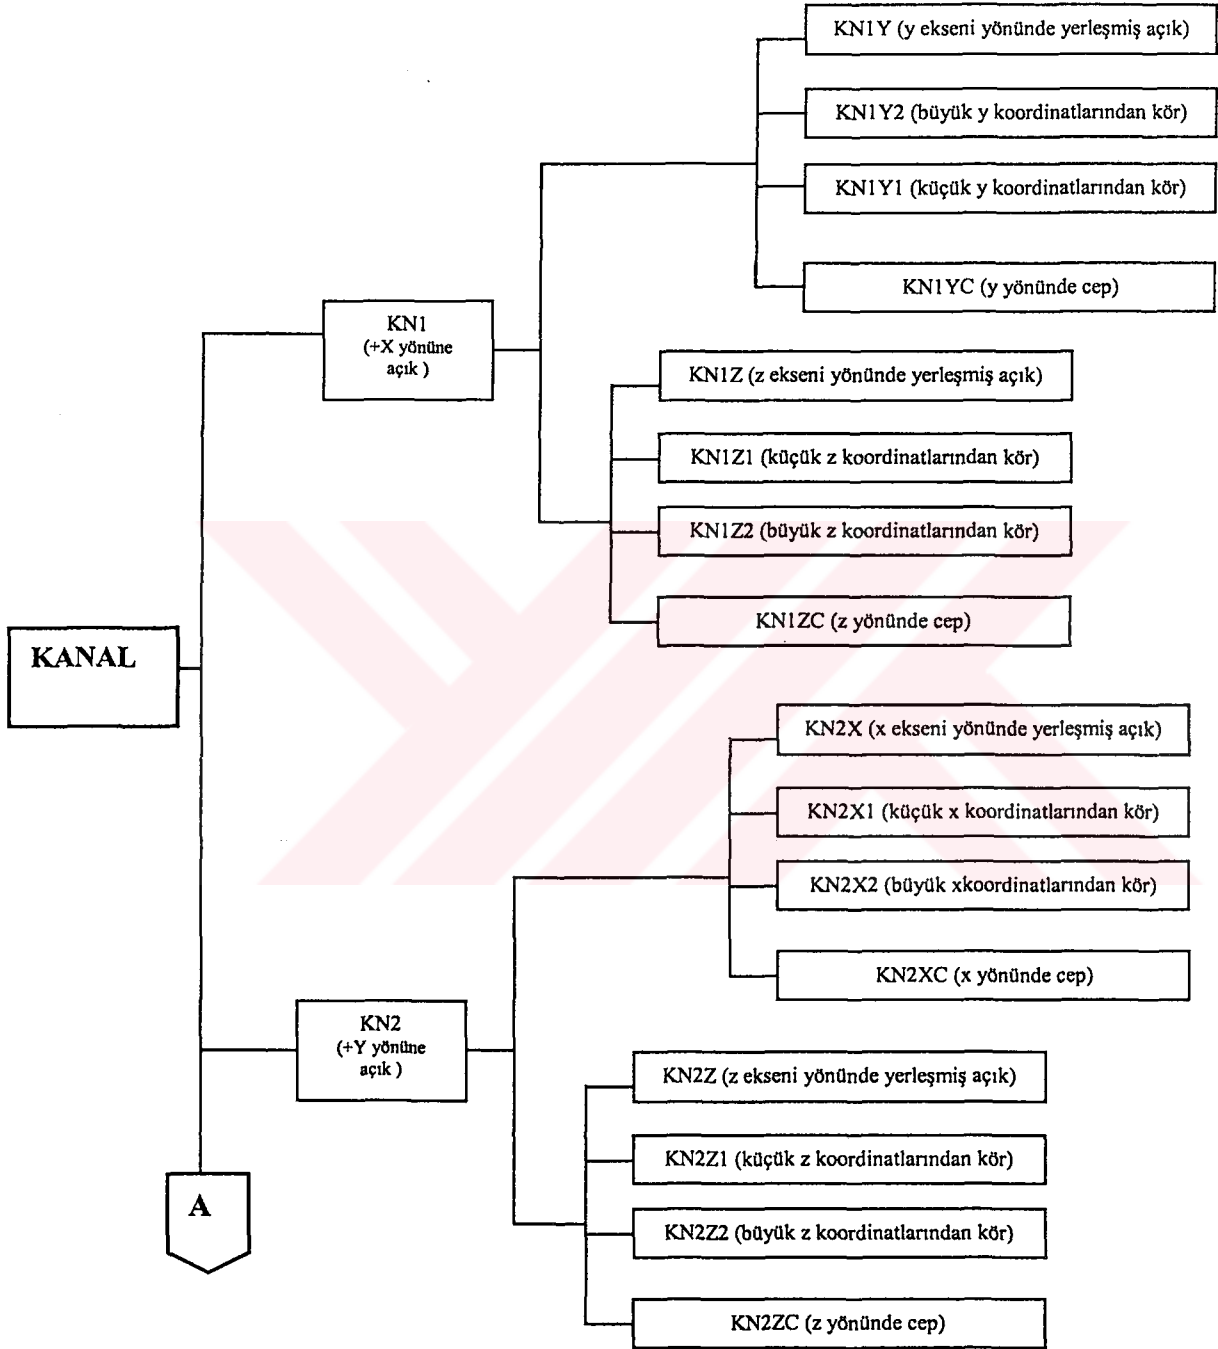 KN1Y (y ekseni yönünde yerleşmiş açık)
KN1Y2 (büyük y koordinatlarından kör)
KN1Y1 (küçük y koordinatlarından kör)
KN1YC (y yönünde cep)
KN1
(+X yönüne
açık )
KN1Z (z ekseni yönünde yerleşmiş açık)
KN1Z1 (küçük z koordinatlarından kör)
KN1Z2 (büyük z koordinatlarından kör)
KN1ZC (z yönünde cep)
KANAL
KN2X (x ekseni yönünde yerleşmiş açık)
KN2X1 (küçük x koordinatlarından kör)
KN2X2 (büyük xkoordinatlarından kör)
KN2XC (x yönünde cep)
KN2
(+Y yönüne
açık )
KN2Z (z ekseni yönünde yerleşmiş açık)
KN2Z1 (küçük z koordinatlarından kör)
KN2Z2 (büyük z koordinatlarından kör)
KN2ZC (z yönünde cep)
A